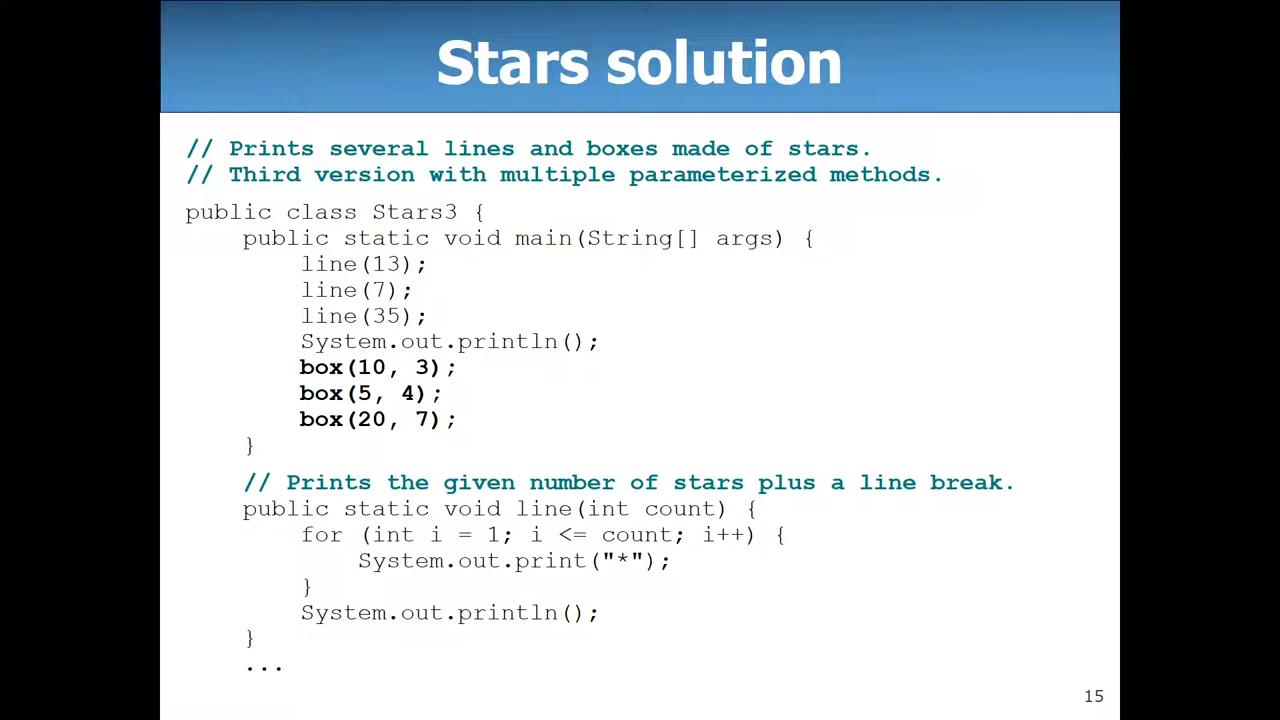 Stars solution
// Prints several lines and boxes made of stars.
// Third version with multiple parameterized methods.
public class Stars3 {
    public static void main(String[] args) {
        line(13);
        line(7);
        line(35);
        System.out.println();
        box(10, 3);
        box(5, 4);
        box(20, 7);
    }
    // Prints the given number of stars plus a line break.
    public static void line(int count) {
        for (int i = 1; i <= count; i++) {
            System.out.print("*");
        }
        System.out.println();
    }
    ...
15